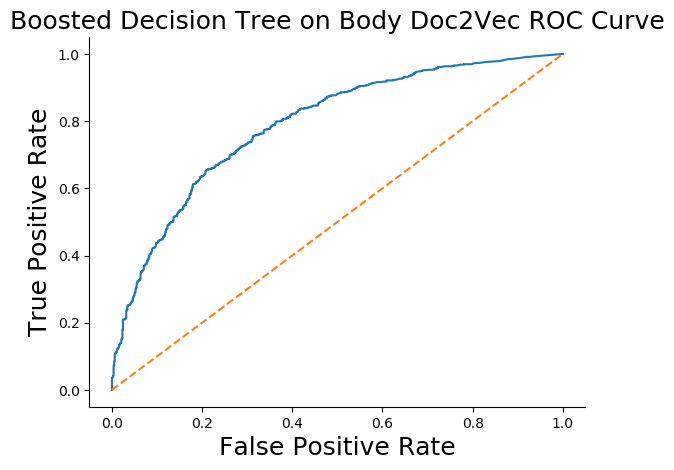 Boosted Decision Tree on Body Doc2Vec ROC Curve
1.0
0.8
0.6
0.4
0.2
0.0
True Positive Rate
0.0 0.2 0.4 0.6 0.8 1.0
False Positive Rate